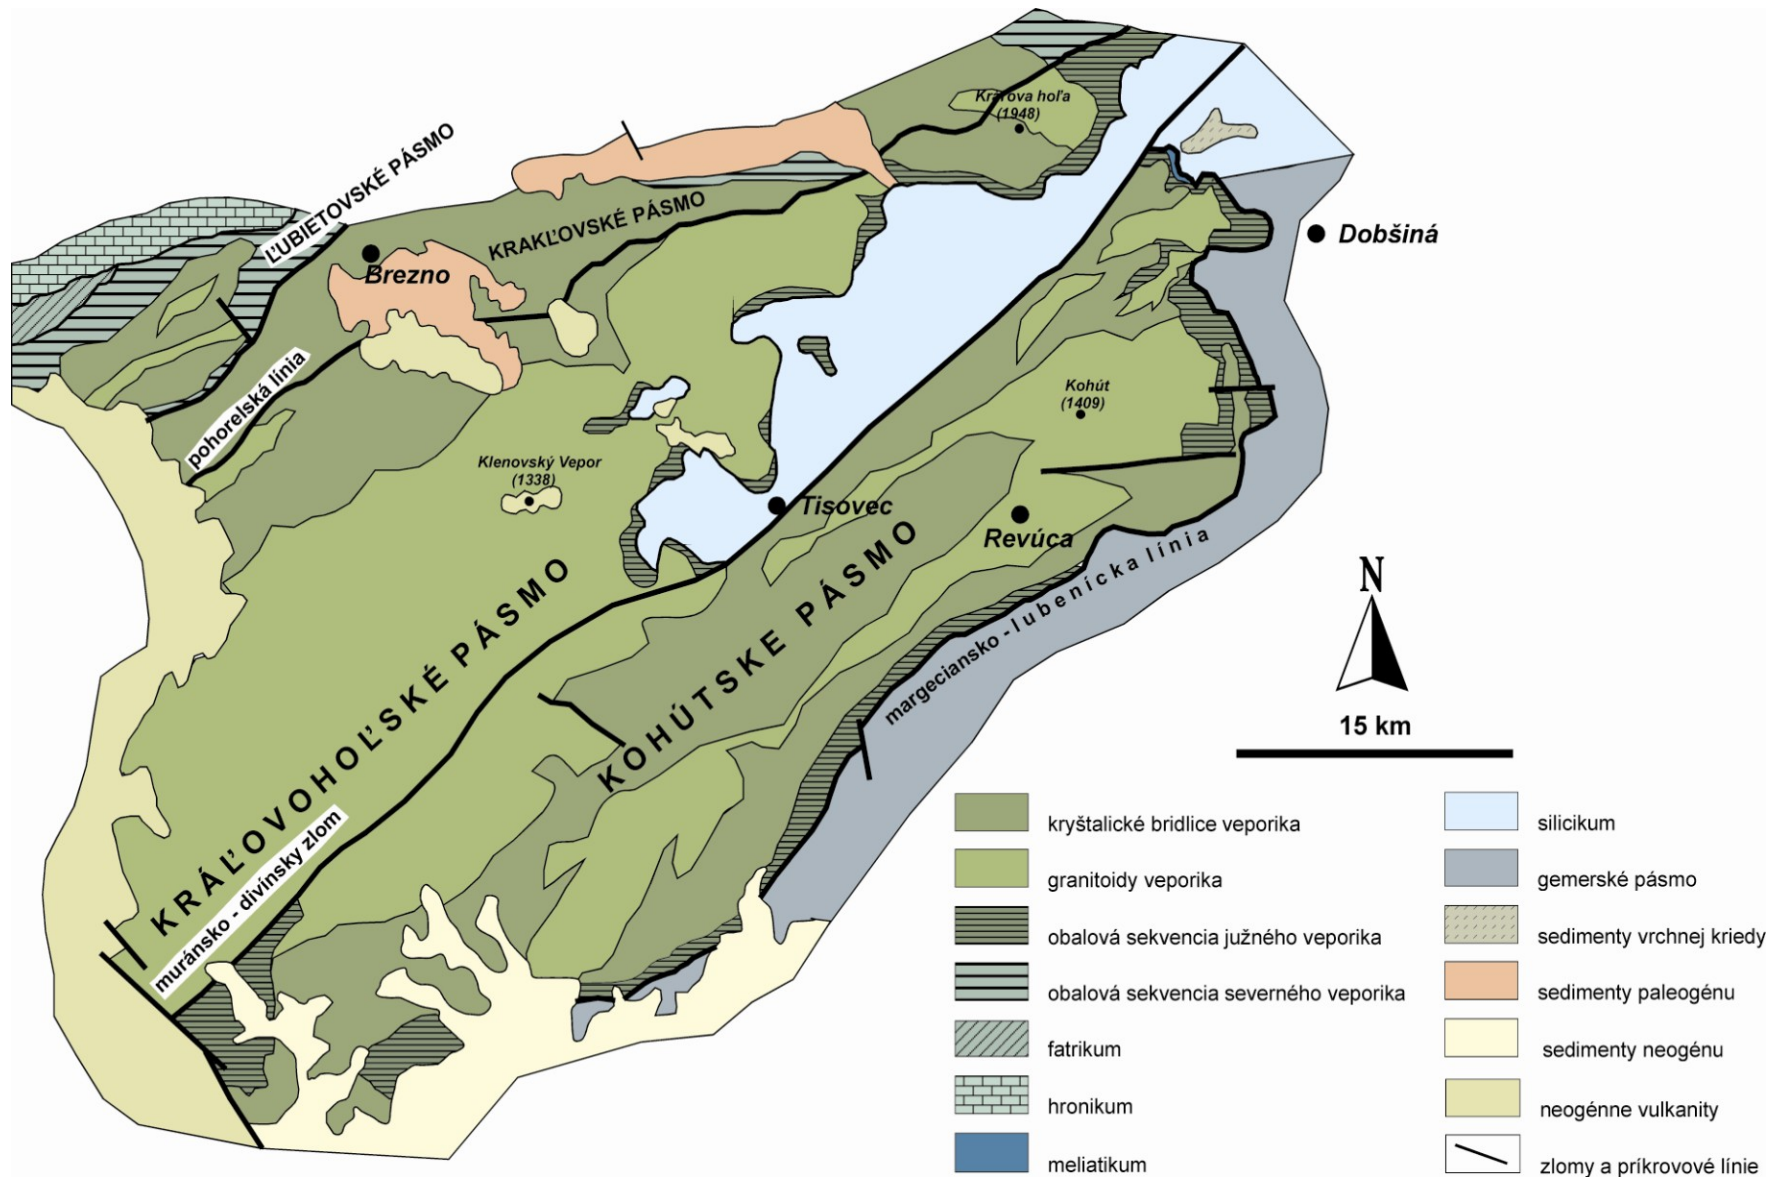 Kráľova hoľa
(1948)
ĽUBIETOVSKÉ PÁSMO
KRAKĽOVSKÉ PÁSMO
Brezno
Dobšiná
pohorelská línia
Kohút
(1409)
Klenovský Vepor
(1338)
Tisovec
Revúca
KRÁĽOVOHOĽSKÉ PÁSMO
KOHÚTSKE PÁSMO
margeciansko - lubenícka línia
muránsko - divínsky zlom
N
15 km
kryštalické bridlice veporika
granitoidy veporika
obalová sekvencia južného veporika
obalová sekvencia severného veporika
fatrikum
hronikum
meliatikum
silicikum
gemerské pásmo
sedimenty vrchnej kriedy
sedimenty paleogénu
sedimenty neogénu
neogénne vulkanity
zlomy a príkrovové línie